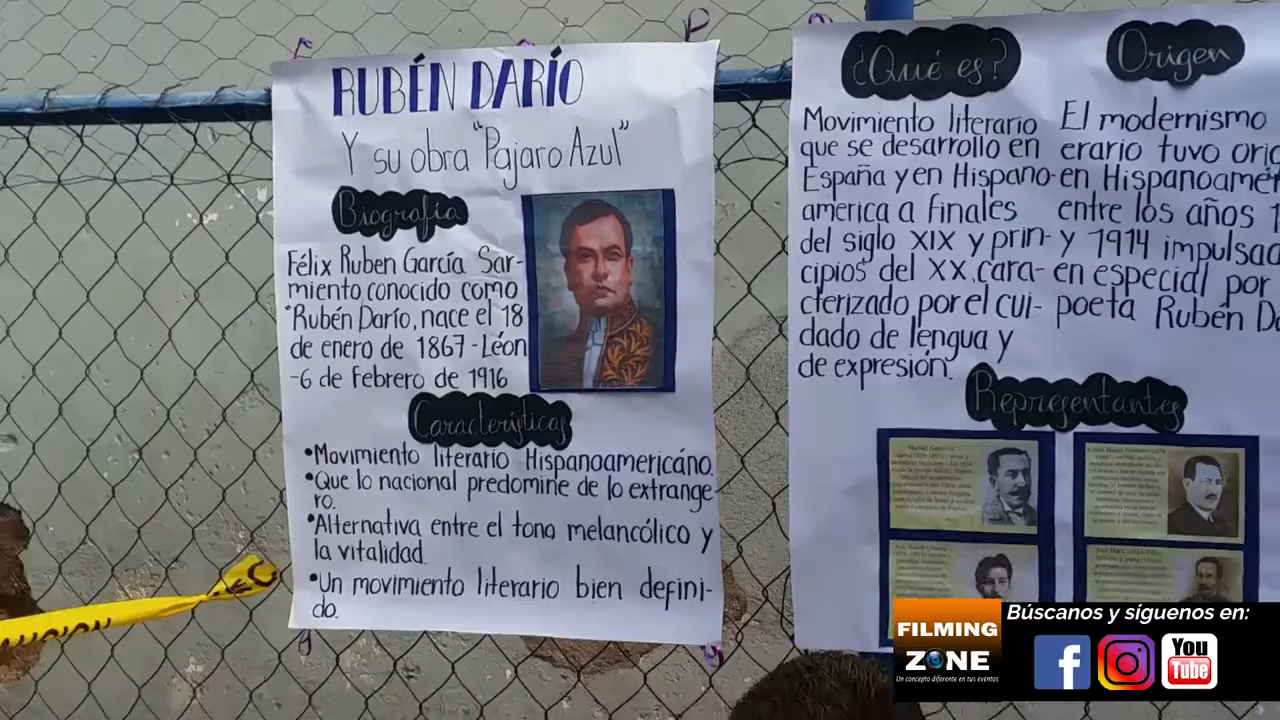 RUBÉN DARÍO
Y su obra "Pajaro Azul"
Biografía
Félix Ruben García Sar-
miento, conocido como
"Rubén Darío, nace el 18
de enero de 1867 - Léon
-6 de Febrero de 1916
Características
•Movimiento literario Hispanoamericáno.
•Que lo nacional predomine de lo extrange-
ro.
•Alternativa entre el tono melancólico y
la vitalidad.
•Un movimiento literario bien defini-
do.
¿Qué es?
Movimiento literario
que se desarrollo en
España y en Hispano-
america a finales
del siglo XIX y prin-
cipios del XX, cara-
cterizado por el cui-
dado de lengua y
de expresión.
Origen
El modernismo
erario tuvo orig
en Hispanoamér
entre los años 1
y 1914 impulsad
en especial por
poeta Rubén Da
Representantes
FILMING
ZONE
Un concepto diferente en tus eventos
Búscanos y síguenos en:
f
You
Tube